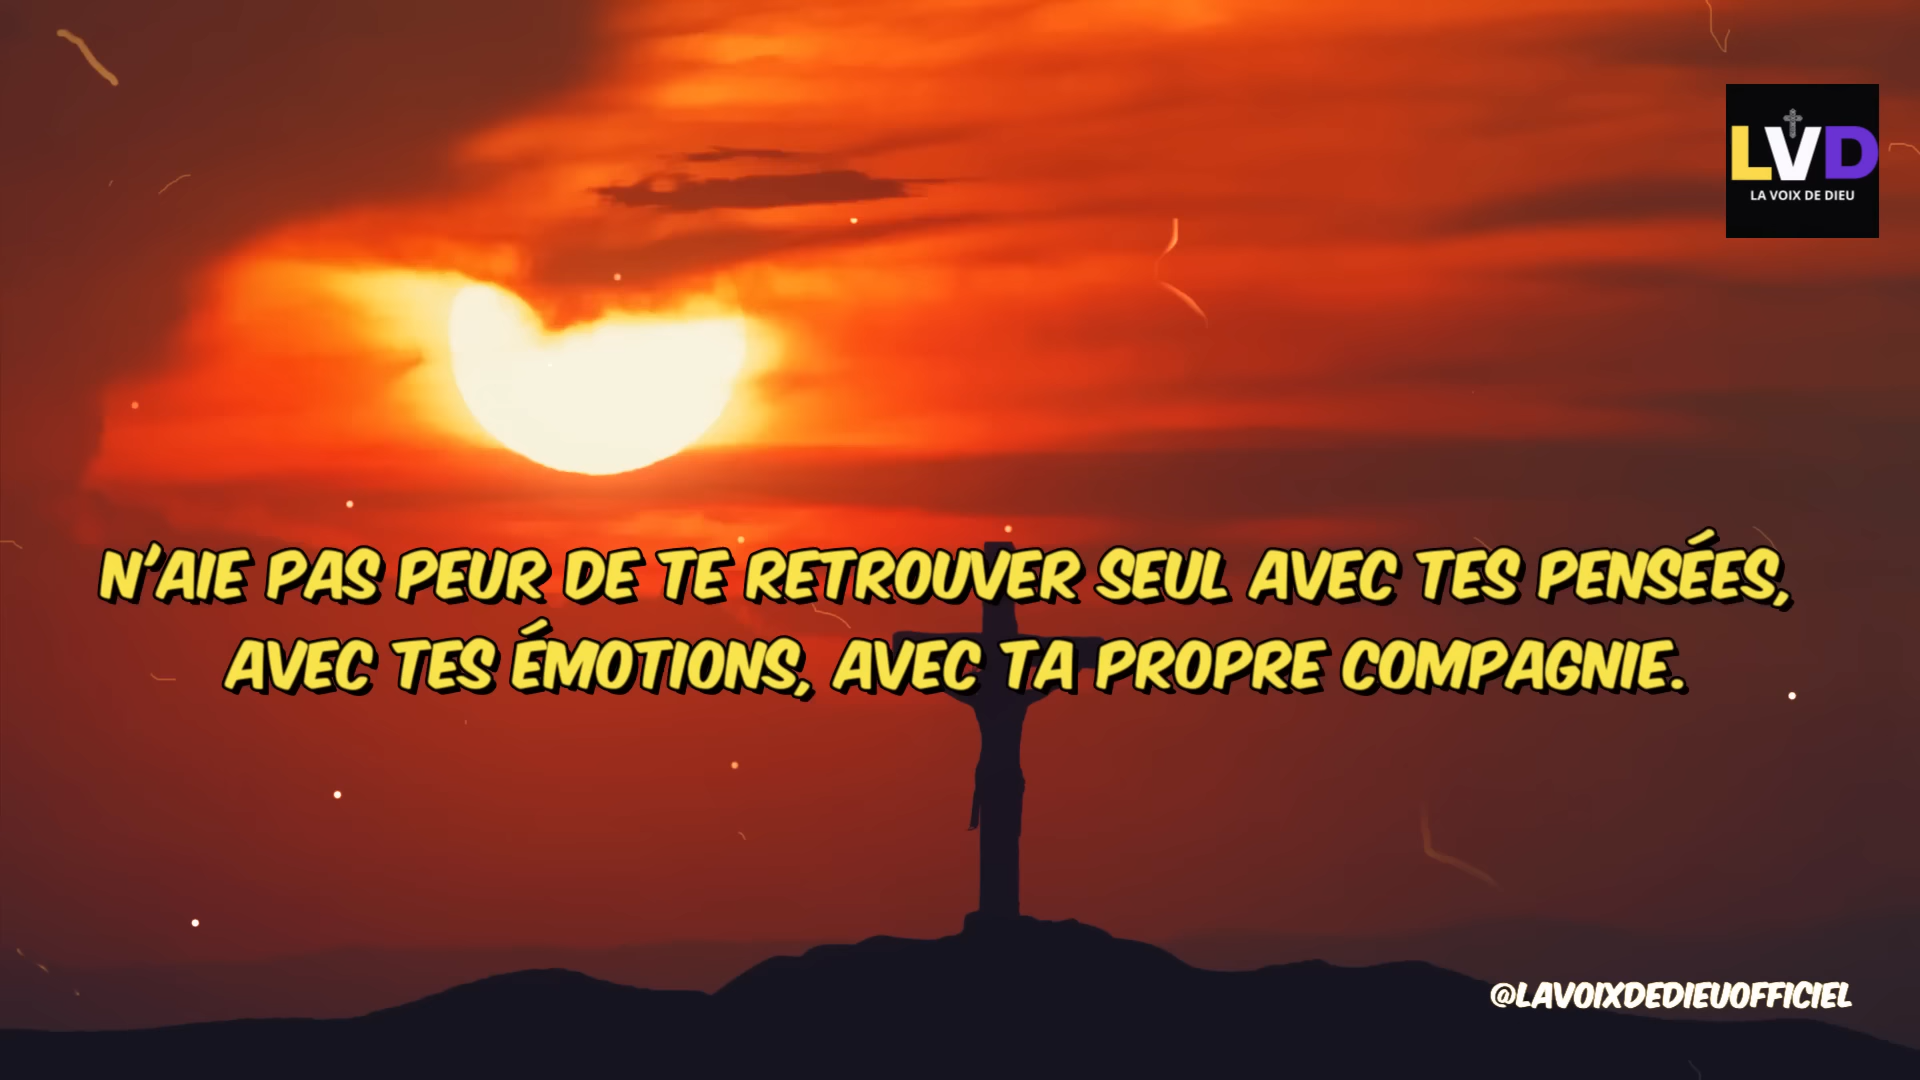 LVD
LA VOIX DE DIEU
N'AIE PAS PEUR DE TE RETROUVER SEUL AVEC TES PENSÉES,
AVEC TES ÉMOTIONS, AVEC TA PROPRE COMPAGNIE.
@LAVOIXDEDIEUOFFICIEL